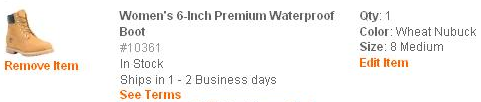 Remove Item
Women's 6-Inch Premium Waterproof
Boot
#10361
In Stock
Ships in 1 - 2 Business days
See Terms
Qty: 1
Color: Wheat Nubuck
Size: 8 Medium
Edit Item